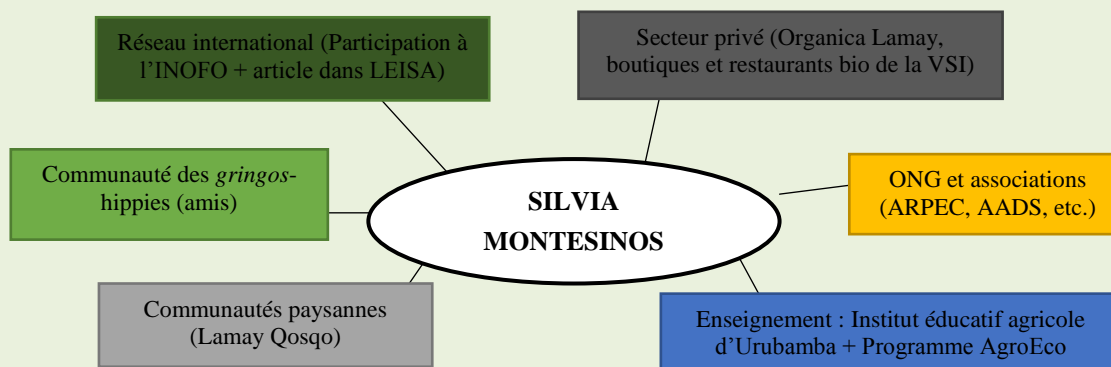 Réseau international (Participation à
l’INOFO + article dans LEISA)
Secteur privé (Organica Lamay,
boutiques et restaurants bio de la VSI)
Communauté des gringos-
hippies (amis)
SILVIA
MONTESINOS
ONG et associations
(ARPEC, AADS, etc.)
Communautés paysannes
(Lamay Qosqo)
Enseignement : Institut éducatif agricole
d’Urubamba + Programme AgroEco